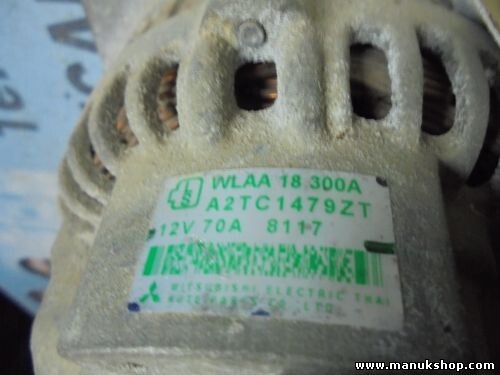 WLAA 18 300A
A2TC1479ZT
12V 70A 8117
MITSUBISHI ELECTRIC THAI
AUTO-PARTS CO., LTD.
www.manukshop.com